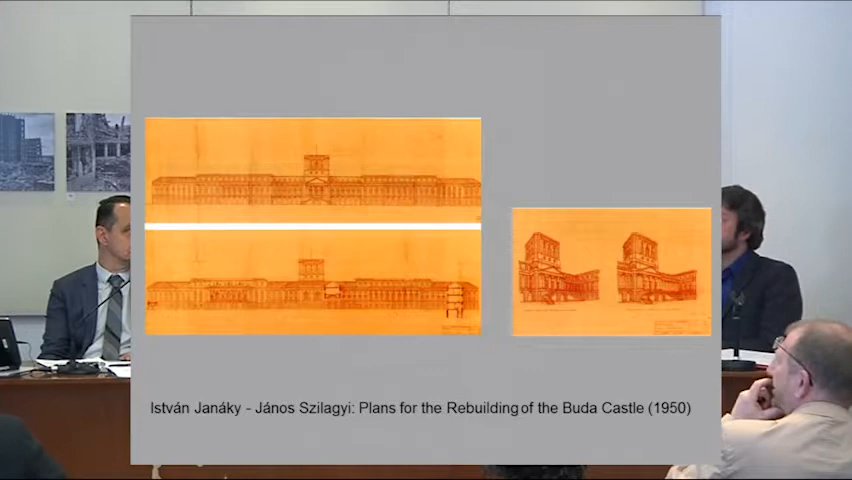 István Janáky - János Szilagyi: Plans for the Rebuilding of the Buda Castle (1950)